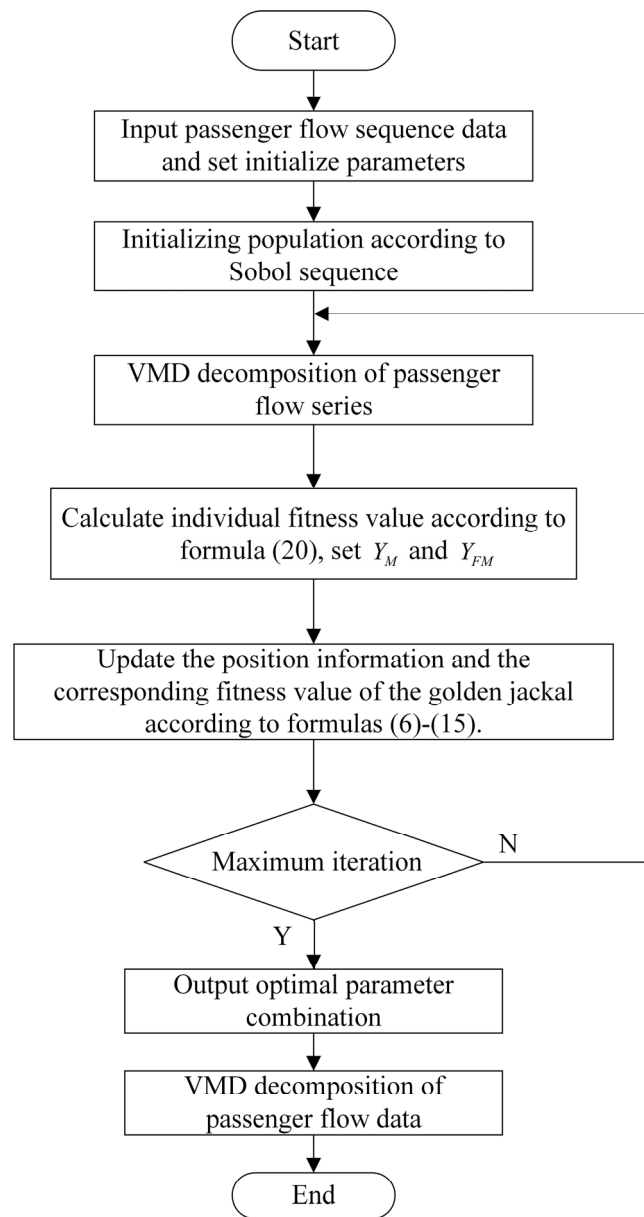 Start
Input passenger flow sequence data
and set initialize parameters
Initializing population according to
Sobol sequence
VMD decomposition of passenger
flow series
Calculate individual fitness value according to
formula (20), set Y_M and Y_FM
Update the position information and the
corresponding fitness value of the golden jackal
according to formulas (6)-(15).
Maximum iteration
N
Y
Output optimal parameter
combination
VMD decomposition of
passenger flow data
End